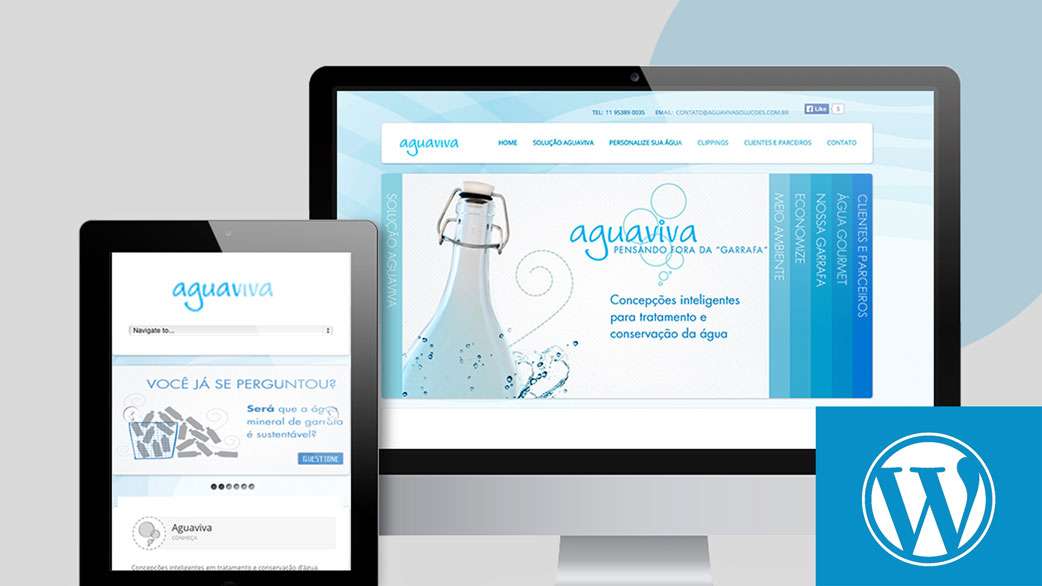 TEL: 11 95389 0035 EMAIL: CONTATO@AGUAVIVASOLUCOES.COM.BR Like 5
aguaviva HOME SOLUÇÃO AGUAVIVA PERSONALIZE SUA ÁGUA CLIPPINGS CLIENTES E PARCEIROS CONTATO
SOLUÇÃO AGUAVIVA
aguaviva
PENSANDO FORA DA “GARRAFA”
Concepções inteligentes
para tratamento e
conservação da água
MEIO AMBIENTE
ECONOMIZE
NOSSA GARRAFA
ÁGUA GOURMET
CLIENTES E PARCEIROS
aguaviva
Navigate to...
VOCÊ JÁ SE PERGUNTOU?
Será que a água
mineral de garrafa
é sustentável?
QUESTIONE
Aguaviva
CONHEÇA
Concepções inteligentes em tratamento e conservação d'água.
W